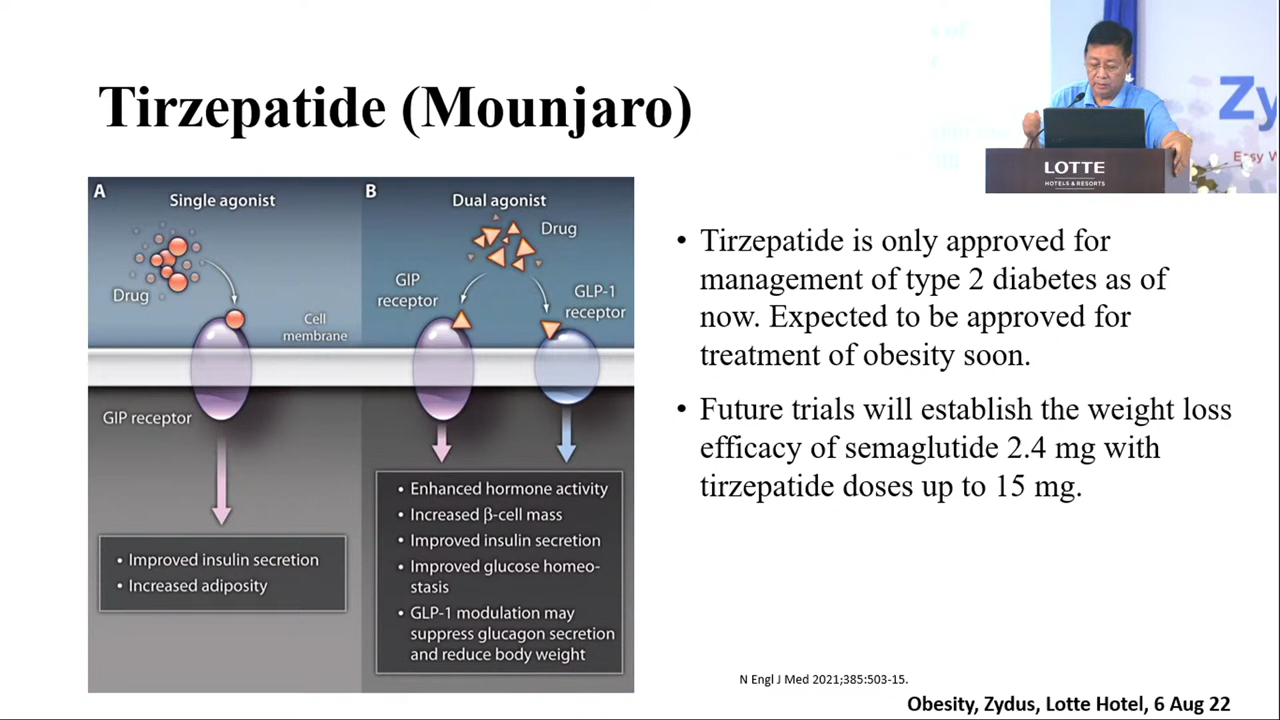 Tirzepatide (Mounjaro)
A
Single agonist
Drug
Cell
membrane
GIP receptor
• Improved insulin secretion
• Increased adiposity
B
Dual agonist
Drug
GIP
receptor
GLP-1
receptor
• Enhanced hormone activity
• Increased β-cell mass
• Improved insulin secretion
• Improved glucose homeo-
stasis
• GLP-1 modulation may
suppress glucagon secretion
and reduce body weight
LOTTE
HOTELS & RESORTS
Zy
• Tirzepatide is only approved for
management of type 2 diabetes as of
now. Expected to be approved for
treatment of obesity soon.
• Future trials will establish the weight loss
efficacy of semaglutide 2.4 mg with
tirzepatide doses up to 15 mg.
N Engl J Med 2021;385:503-15.
Obesity, Zydus, Lotte Hotel, 6 Aug 22